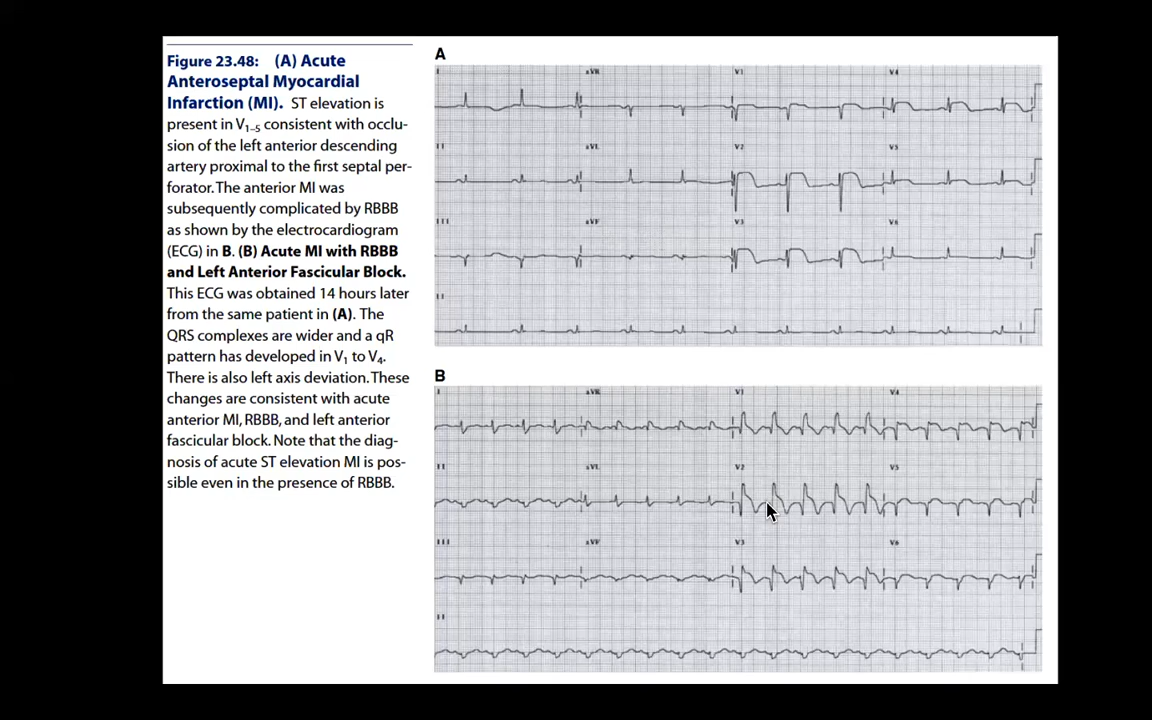 Figure 23.48: (A) Acute
Anteroseptal Myocardial
Infarction (MI). ST elevation is
present in V1–5 consistent with occlu-
sion of the left anterior descending
artery proximal to the first septal per-
forator. The anterior MI was
subsequently complicated by RBBB
as shown by the electrocardiogram
(ECG) in B. (B) Acute MI with RBBB
and Left Anterior Fascicular Block.
This ECG was obtained 14 hours later
from the same patient in (A). The
QRS complexes are wider and a qR
pattern has developed in V1 to V4.
There is also left axis deviation. These
changes are consistent with acute
anterior MI, RBBB, and left anterior
fascicular block. Note that the diag-
nosis of acute ST elevation MI is pos-
sible even in the presence of RBBB.
A
I aVR V1 V4
II aVL V2 V5
III aVF V3 V6
II
B
I aVR V1 V4
II aVL V2 V5
III aVF V3 V6
II